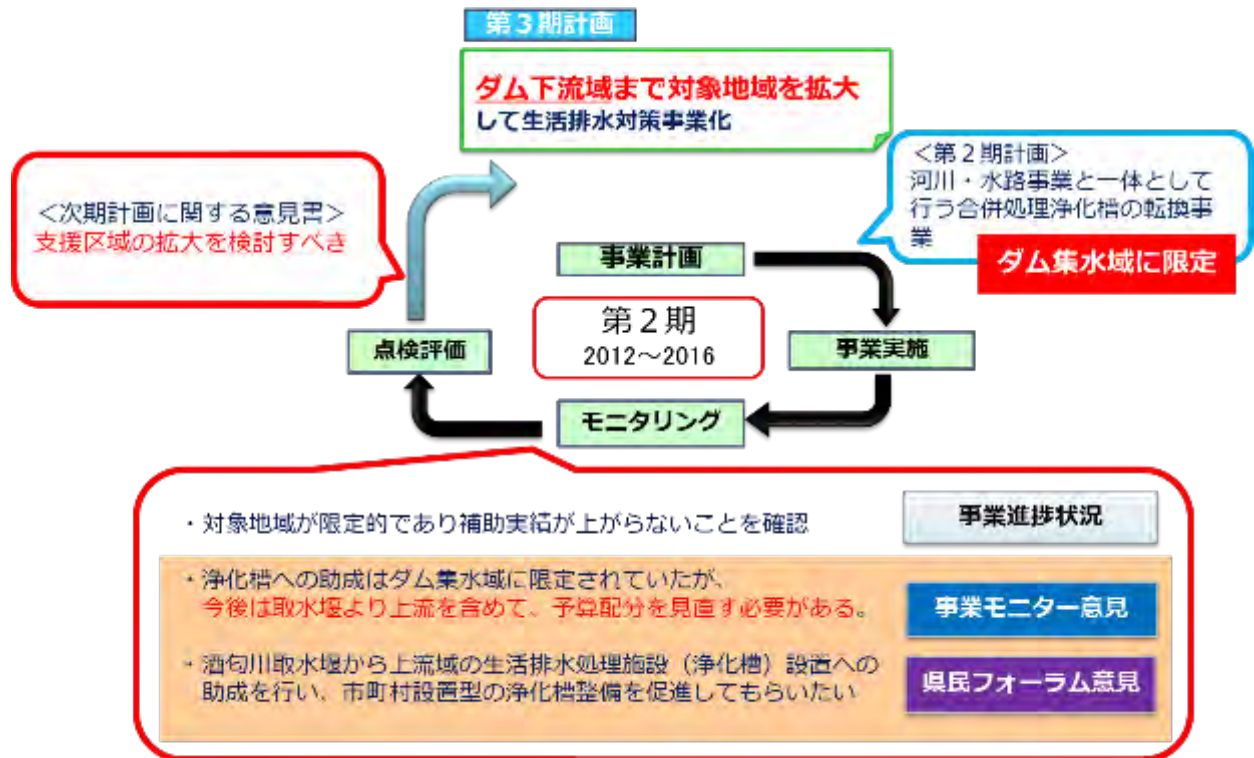 第3期計画
ダム下流域まで対象地域を拡大
して生活排水対策事業化
<第2期計画>
河川・水路事業と一体として
行う合併処理浄化槽の転換事
業
ダム集水域に限定
<次期計画に関する意見書>
支援区域の拡大を検討すべき
事業計画
第2期
2012~2016
点検評価
事業実施
モニタリング
・対象地域が限定的であり補助実績が上がらないことを確認
事業進捗状況
・浄化槽への助成はダム集水域に限定されていたが、
今後は取水堰より上流を含めて、予算配分を見直す必要がある。
事業モニター意見
・酒匂川取水堰から上流域の生活排水処理施設(浄化槽)設置への
助成を行い、市町村設置型の浄化槽整備を促進してもらいたい
県民フォーラム意見